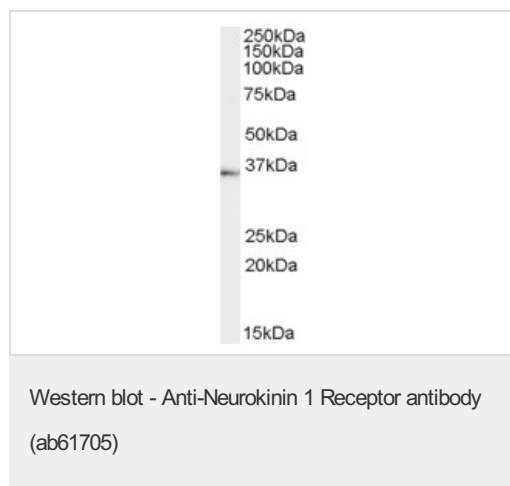 250kDa
150kDa
100kDa
75kDa
50kDa
37kDa
25kDa
20kDa
15kDa
Western blot - Anti-Neurokinin 1 Receptor antibody
(ab61705)